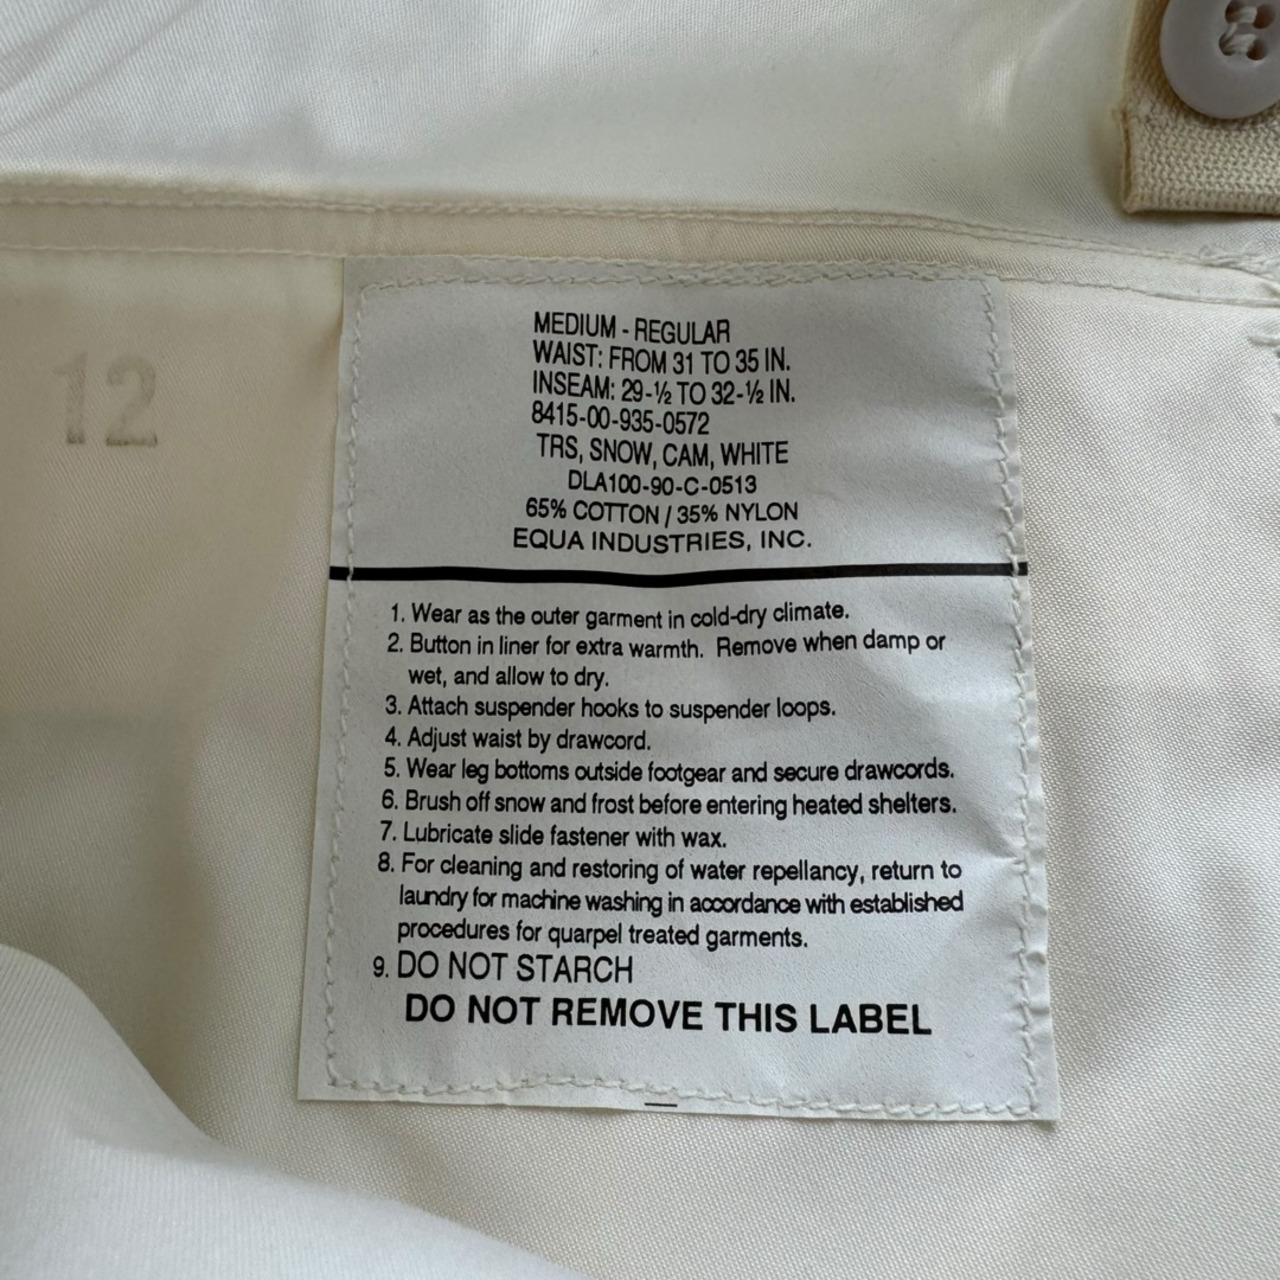 12
MEDIUM - REGULAR
WAIST: FROM 31 TO 35 IN.
INSEAM: 29-½ TO 32-½ IN.
8415-00-935-0572
TRS, SNOW, CAM, WHITE
DLA100-90-C-0513
65% COTTON / 35% NYLON
EQUA INDUSTRIES, INC.
1. Wear as the outer garment in cold-dry climate.
2. Button in liner for extra warmth. Remove when damp or
wet, and allow to dry.
3. Attach suspender hooks to suspender loops.
4. Adjust waist by drawcord.
5. Wear leg bottoms outside footgear and secure drawcords.
6. Brush off snow and frost before entering heated shelters.
7. Lubricate slide fastener with wax.
8. For cleaning and restoring of water repellancy, return to
laundry for machine washing in accordance with established
procedures for quarpel treated garments.
9. DO NOT STARCH
DO NOT REMOVE THIS LABEL